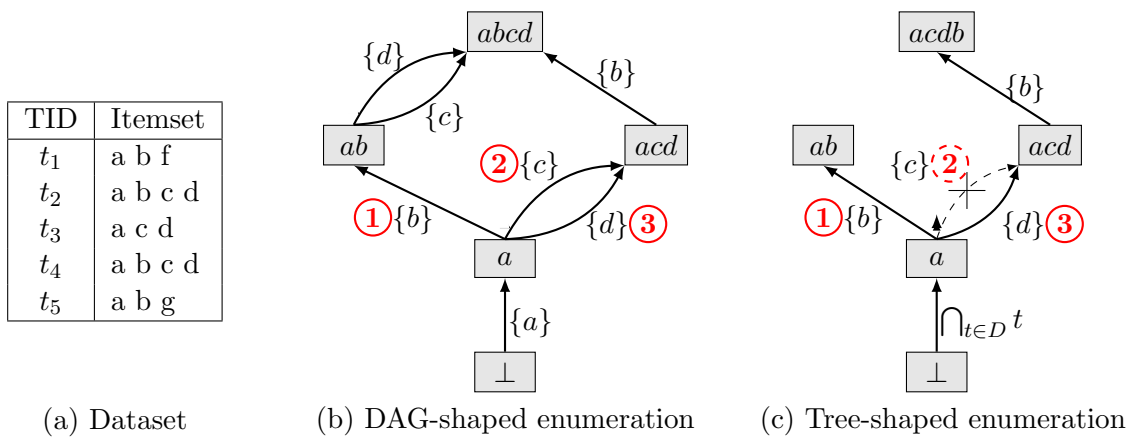 TID Itemset
t₁ a b f
t₂ a b c d
t₃ a c d
t₄ a b c d
t₅ a b g
(a) Dataset
abcd
{d}
{b}
{c}
ab
acd
2 {c}
1 {b}
{d} 3
a
{a}
⊥
(b) DAG-shaped enumeration
acdb
{b}
ab
acd
{c} 2
1 {b}
{d} 3
a
⋂t∈D t
⊥
(c) Tree-shaped enumeration